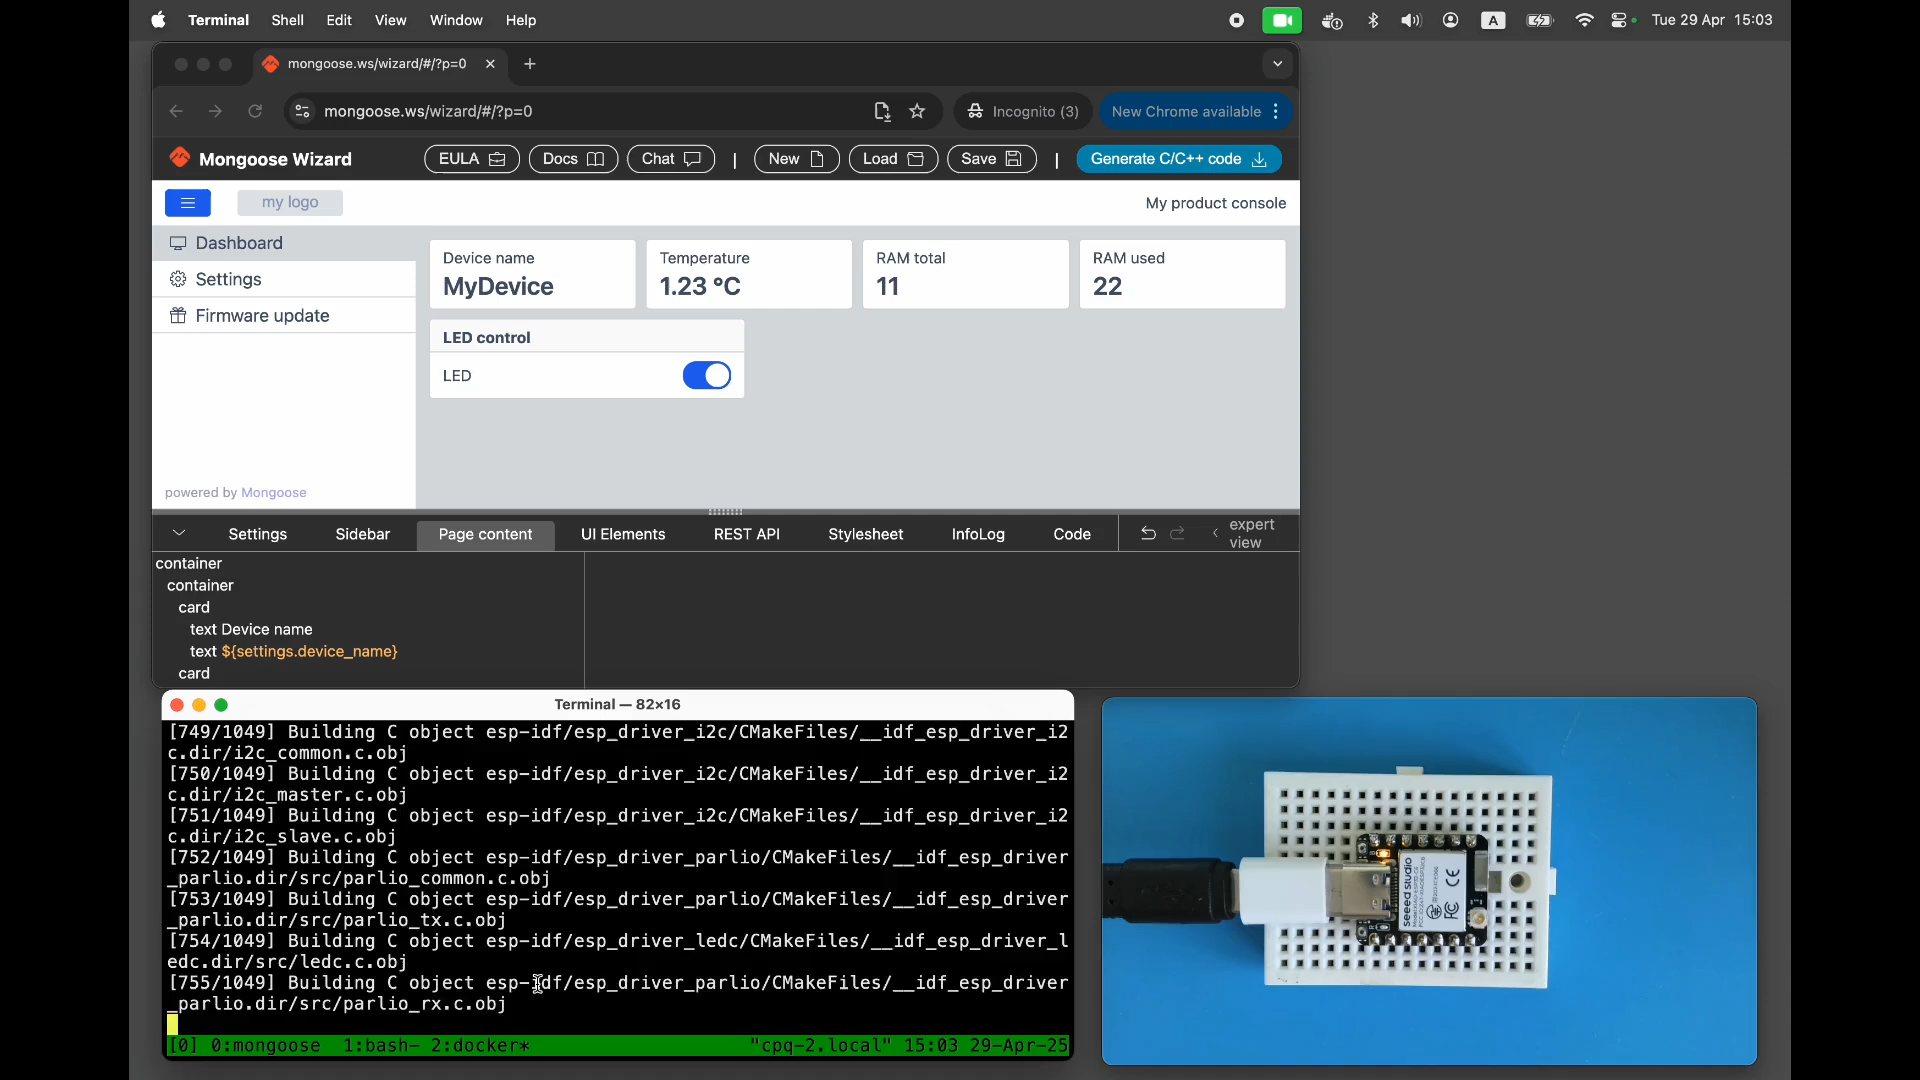 Terminal Shell Edit View Window Help
A
Tue 29 Apr 15:03
mongoose.ws/wizard/#/?p=0
mongoose.ws/wizard/#/?p=0
Incognito (3)
New Chrome available
Mongoose Wizard
EULA
Docs
Chat
|
New
Load
Save
|
Generate C/C++ code
my logo
My product console
Dashboard
Settings
Firmware update
powered by Mongoose
Device name
MyDevice
Temperature
1.23 °C
RAM total
11
RAM used
22
LED control
LED
Settings
Sidebar
Page content
UI Elements
REST API
Stylesheet
InfoLog
Code
expert
view
container
container
card
text Device name
text ${settings.device_name}
card
Terminal — 82×16
[749/1049] Building C object esp-idf/esp_driver_i2c/CMakeFiles/__idf_esp_driver_i2
c.dir/i2c_common.c.obj
[750/1049] Building C object esp-idf/esp_driver_i2c/CMakeFiles/__idf_esp_driver_i2
c.dir/i2c_master.c.obj
[751/1049] Building C object esp-idf/esp_driver_i2c/CMakeFiles/__idf_esp_driver_i2
c.dir/i2c_slave.c.obj
[752/1049] Building C object esp-idf/esp_driver_parlio/CMakeFiles/__idf_esp_driver
_parlio.dir/src/parlio_common.c.obj
[753/1049] Building C object esp-idf/esp_driver_parlio/CMakeFiles/__idf_esp_driver
_parlio.dir/src/parlio_tx.c.obj
[754/1049] Building C object esp-idf/esp_driver_ledc/CMakeFiles/__idf_esp_driver_l
edc.dir/src/ledc.c.obj
[755/1049] Building C object esp-idf/esp_driver_parlio/CMakeFiles/__idf_esp_driver
_parlio.dir/src/parlio_rx.c.obj
[0] 0:mongoose 1:bash- 2:docker* "cpq-2.local" 15:03 29-Apr-25
seeed studio
FC CE